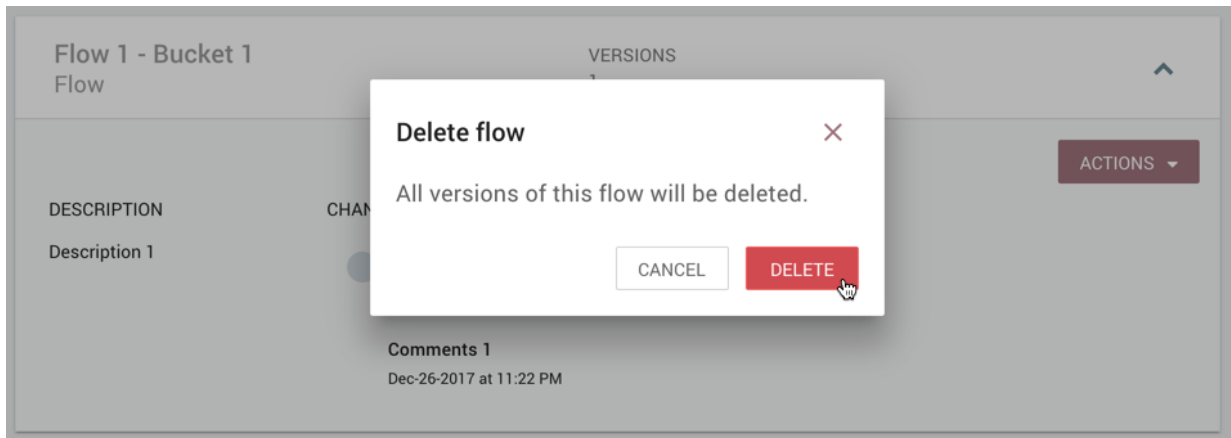 Flow 1 - Bucket 1
Flow
VERSIONS
Delete flow
All versions of this flow will be deleted.
CANCEL
DELETE
ACTIONS
DESCRIPTION
Description 1
Comments 1
Dec-26-2017 at 11:22 PM